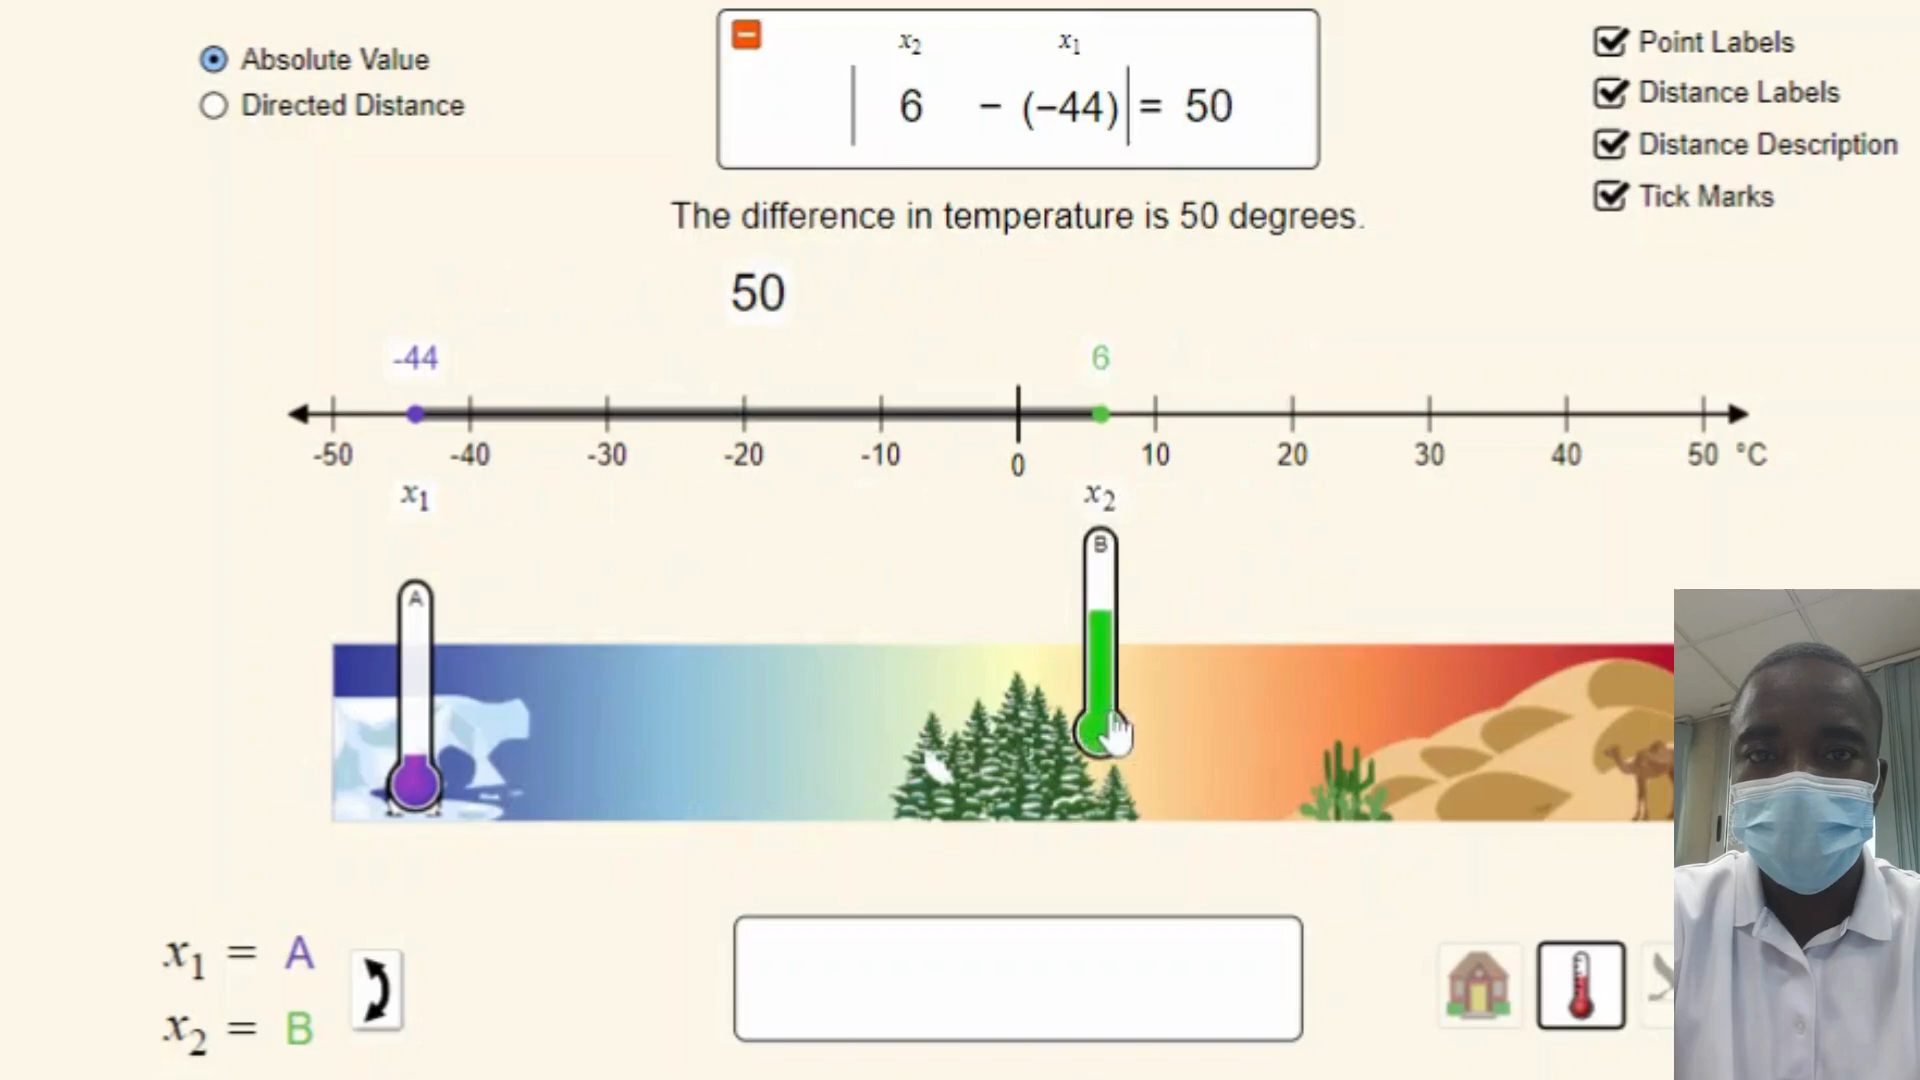 Absolute Value
Directed Distance
x₂ x₁
| 6 − (−44) | = 50
Point Labels
Distance Labels
Distance Description
Tick Marks
The difference in temperature is 50 degrees.
50
-44 6
-50 -40 -30 -20 -10 0 10 20 30 40 50 °C
x₁ x₂
A B
x₁ = A
x₂ = B